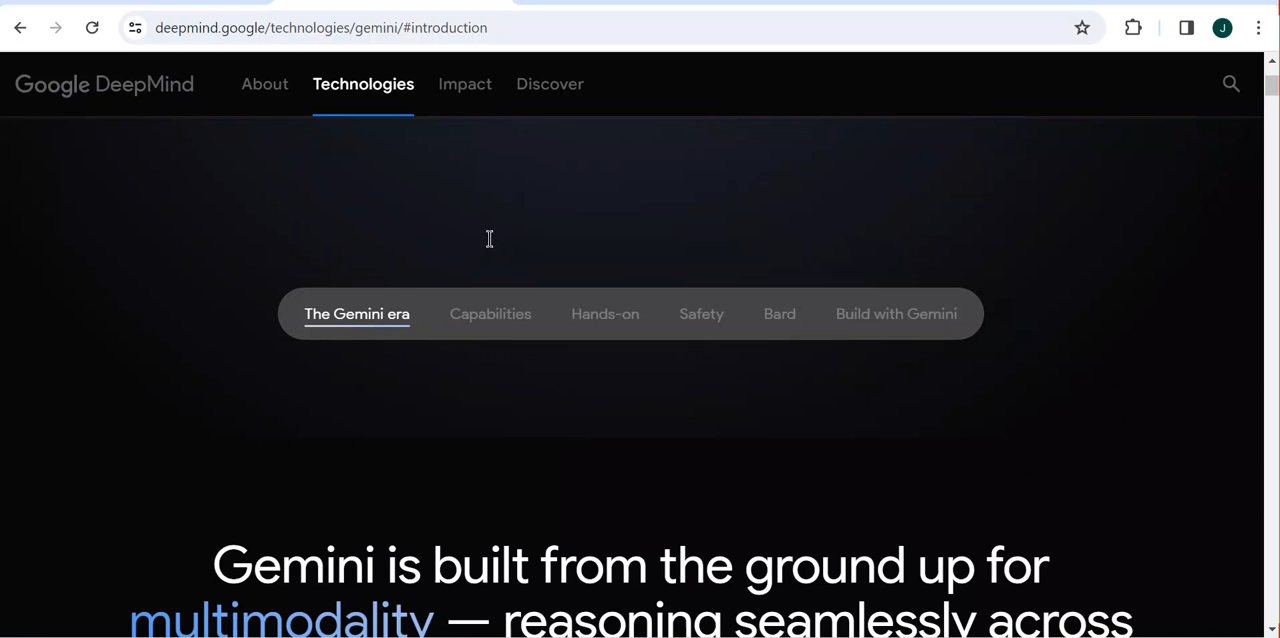 deepmind.google/technologies/gemini/#introduction
J
Google DeepMind About Technologies Impact Discover
The Gemini era Capabilities Hands-on Safety Bard Build with Gemini
Gemini is built from the ground up for
multimodality — reasoning seamlessly across